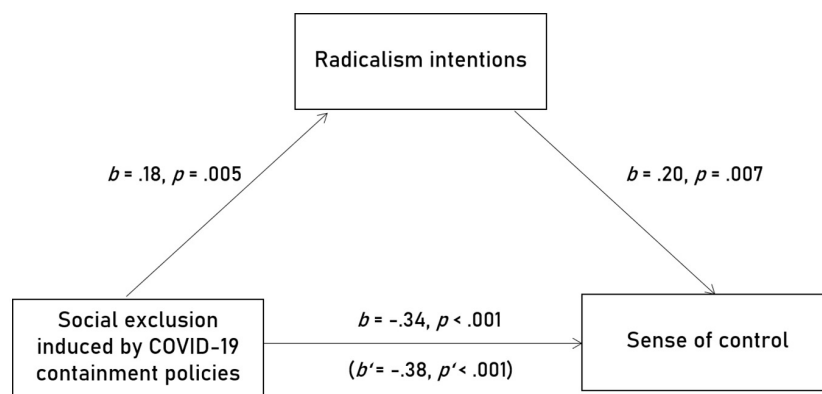 Radicalism intentions
b = .18, p = .005
b = .20, p = .007
Social exclusion
induced by COVID-19
containment policies
b = -.34, p < .001
(b‘ = -.38, p‘ < .001)
Sense of control